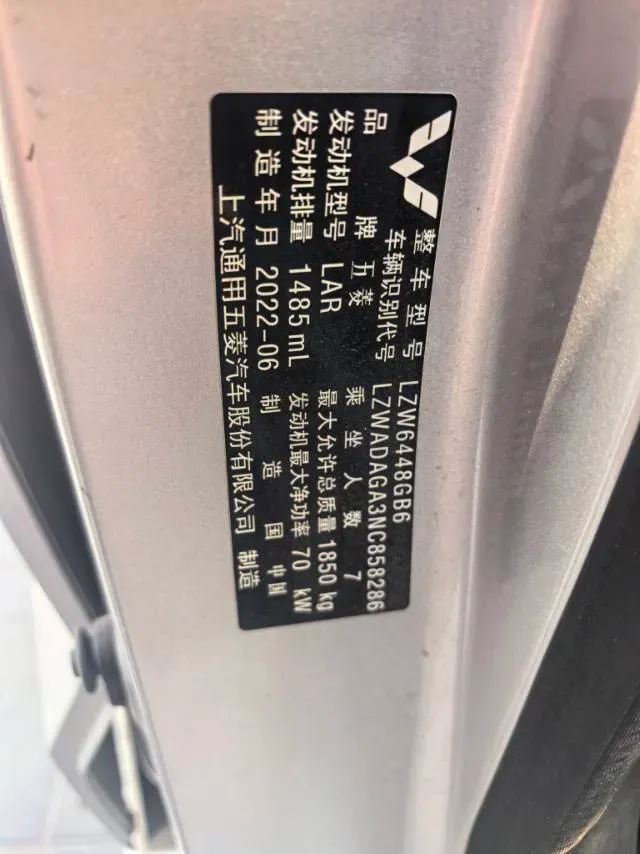 整车型号 LZW6448GB6
车辆识别代号 LZWADAGA3NC858286
品牌 五菱 乘坐人数 7
发动机型号 LAR 最大允许总质量 1850 kg
发动机排量 1485 mL 发动机最大净功率 70 kW
制造年月 2022-06 制造国 中国
上汽通用五菱汽车股份有限公司 制造